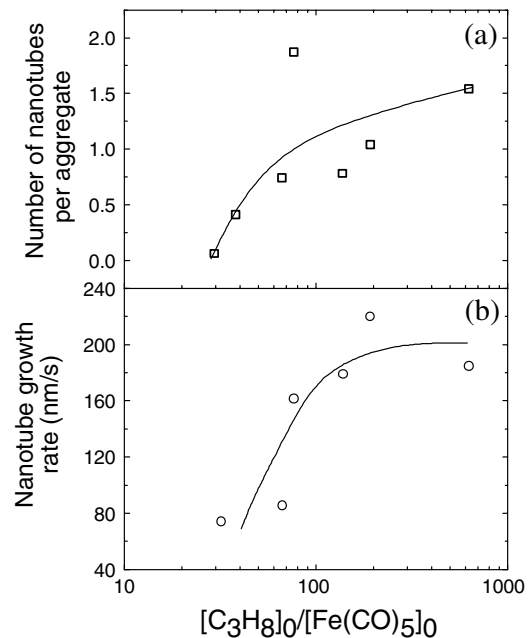 (a)
Number of nanotubes
per aggregate
2.0
1.5
1.0
0.5
0.0
(b)
Nanotube growth
rate (nm/s)
240
200
160
120
80
40
10
100
1000
[C₃H₈]₀/[Fe(CO)₅]₀